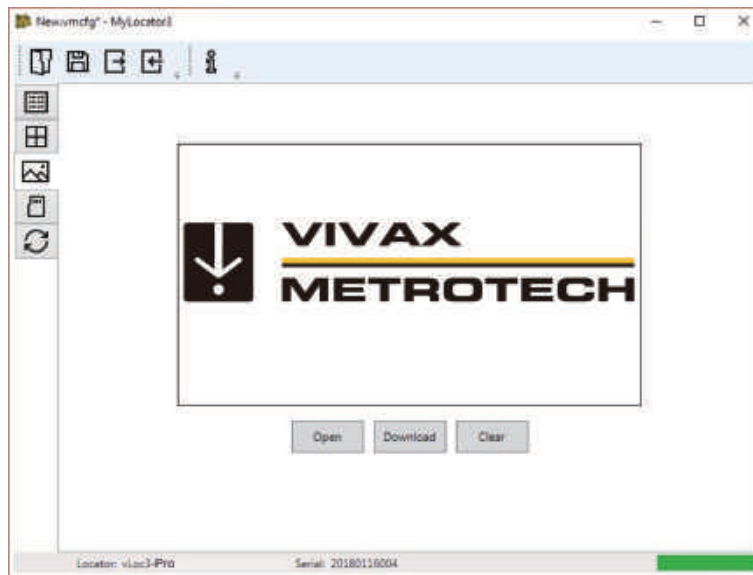 New.vmcfg* - MyLocator3
VIVAX
METROTECH
Open
Download
Clear
Locator: vLoc3-Pro
Serial: 20180116004